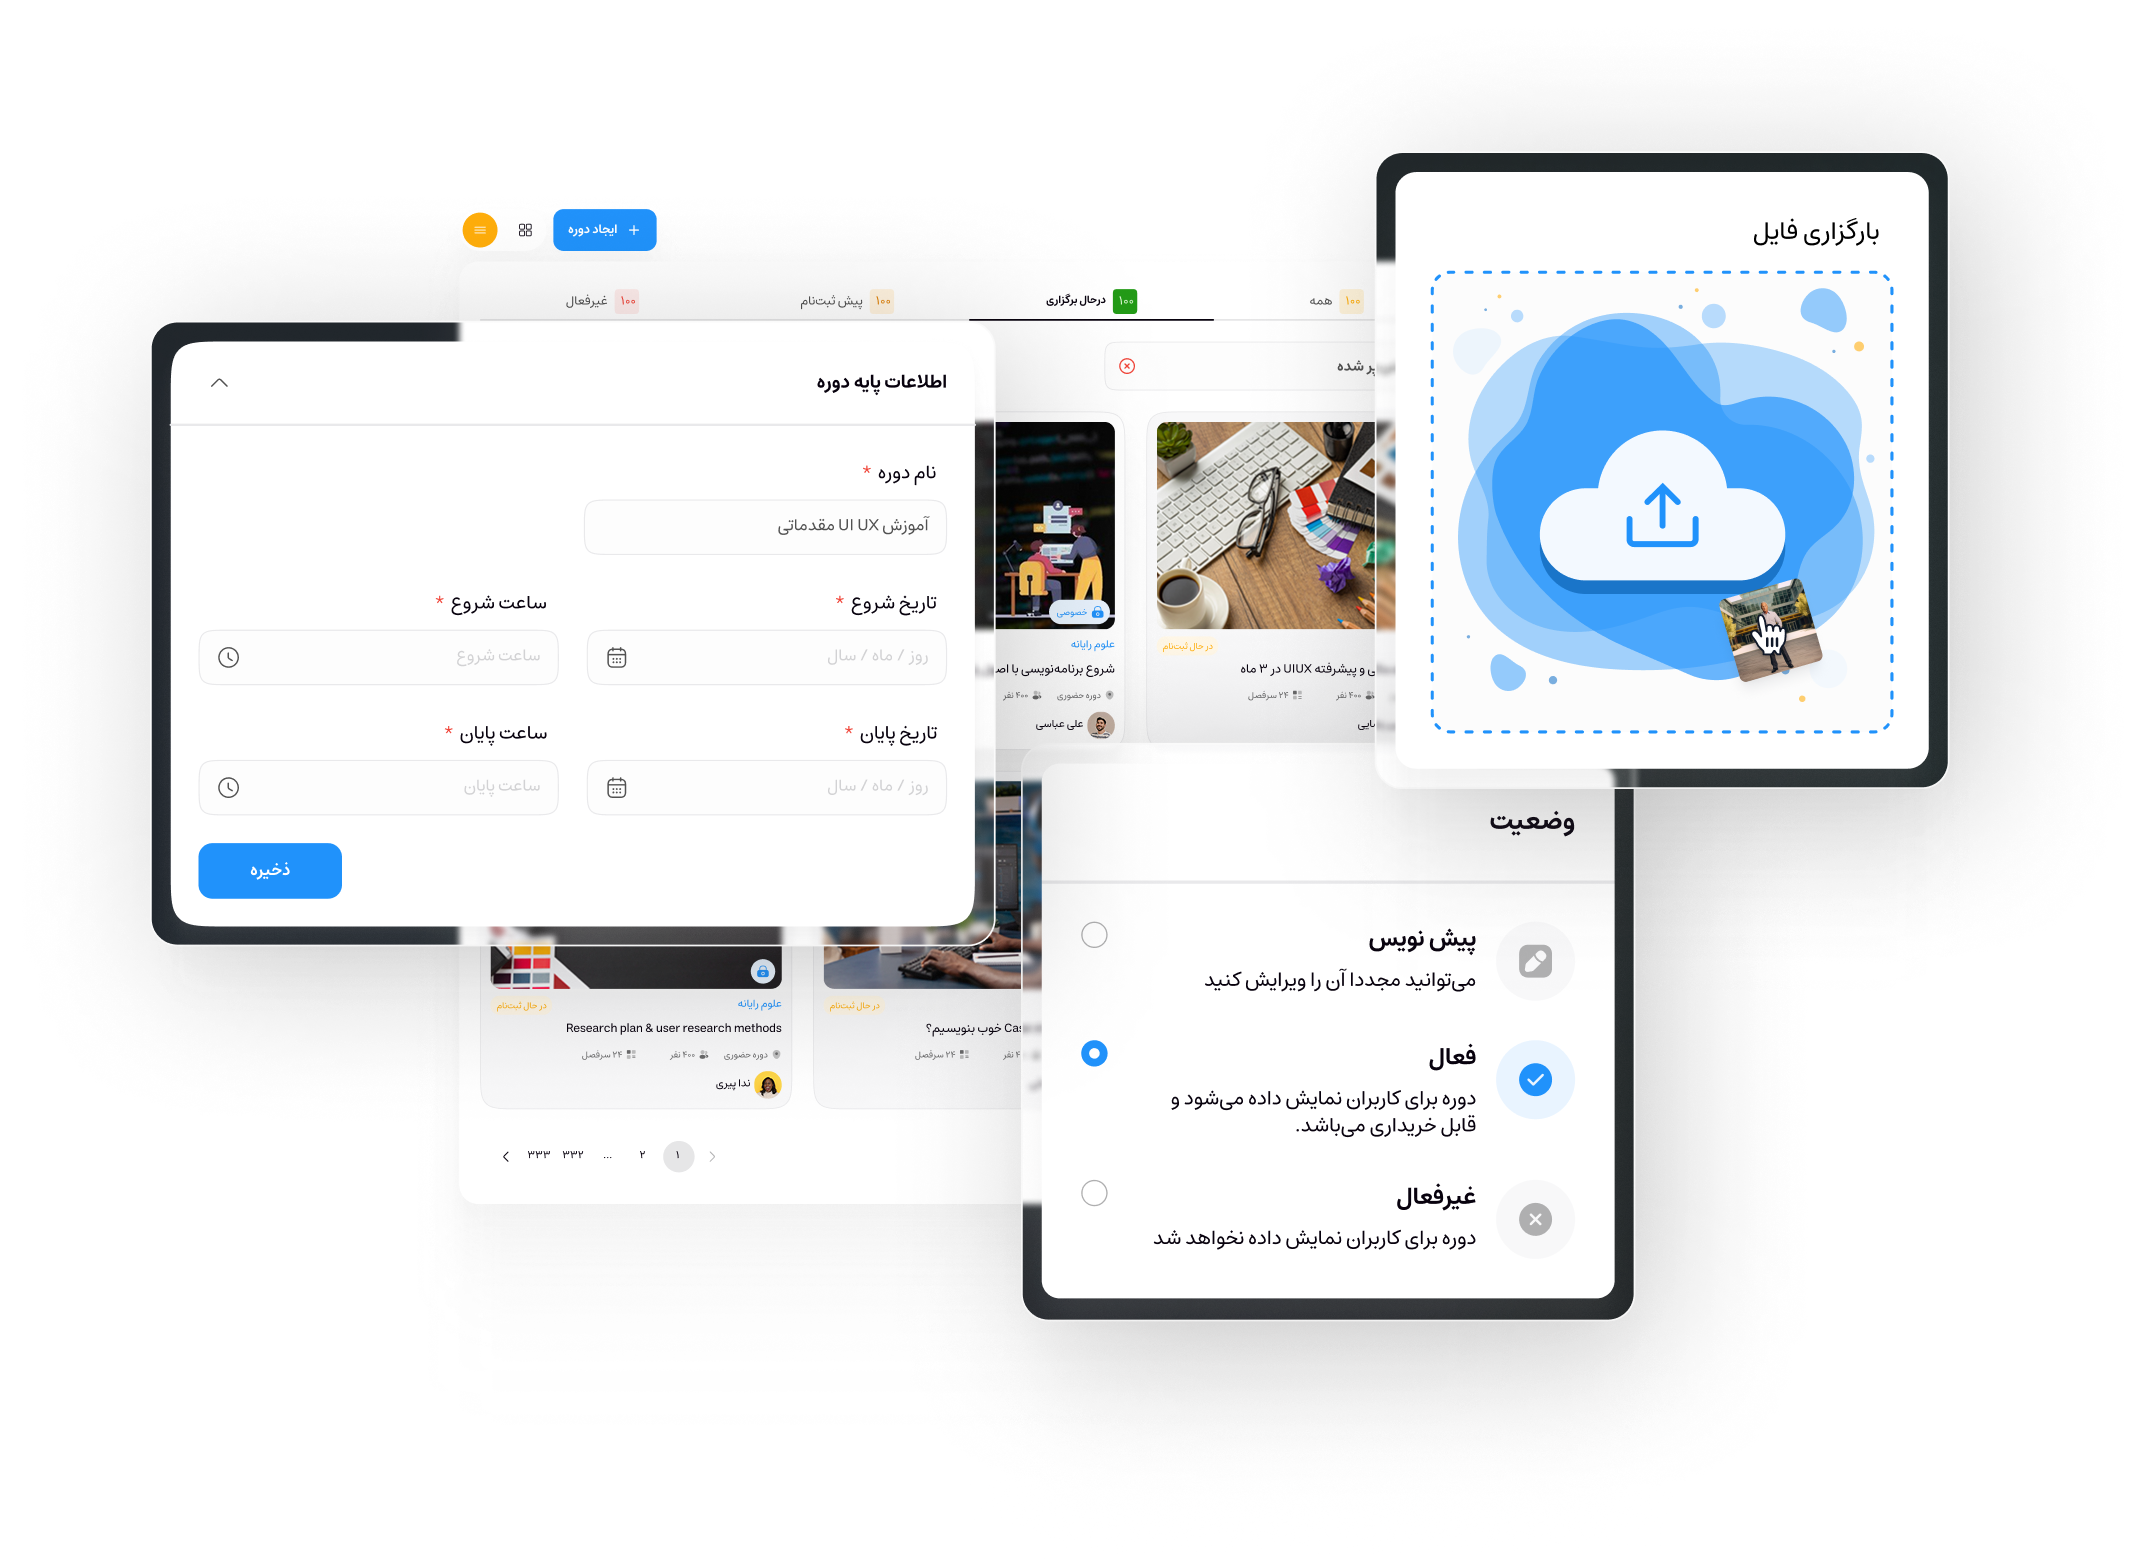 ایجاد دوره
همه ۱۰۰
درحال برگزاری ۱۰۰
پیش ثبت‌نام ۱۰۰
غیرفعال ۱۰۰
پر شده
بارگزاری فایل
اطلاعات پایه دوره
نام دوره *
آموزش UI UX مقدماتی
تاریخ شروع *
ساعت شروع *
روز / ماه / سال
ساعت شروع
تاریخ پایان *
ساعت پایان *
روز / ماه / سال
ساعت پایان
ذخیره
در حال ثبت‌نام
و پیشرفته UIUX در ۳ ماه
۴۰۰ نفر
۲۴ سرفصل
خصوصی
علوم رایانه
شروع برنامه‌نویسی با
دوره حضوری
۴۰۰ نفر
علی عباسی
در حال ثبت‌نام
خوب بنویسیم؟
۲۴ سرفصل
علوم رایانه
در حال ثبت‌نام
Research plan & user research methods
دوره حضوری
۴۰۰ نفر
۲۴ سرفصل
ندا پیری
۱ ۲ ... ۳۳۲ ۳۳۳
وضعیت
پیش نویس
می‌توانید مجددا آن را ویرایش کنید
فعال
دوره برای کاربران نمایش داده می‌شود و
قابل خریداری می‌باشد.
غیرفعال
دوره برای کاربران نمایش داده نخواهد شد